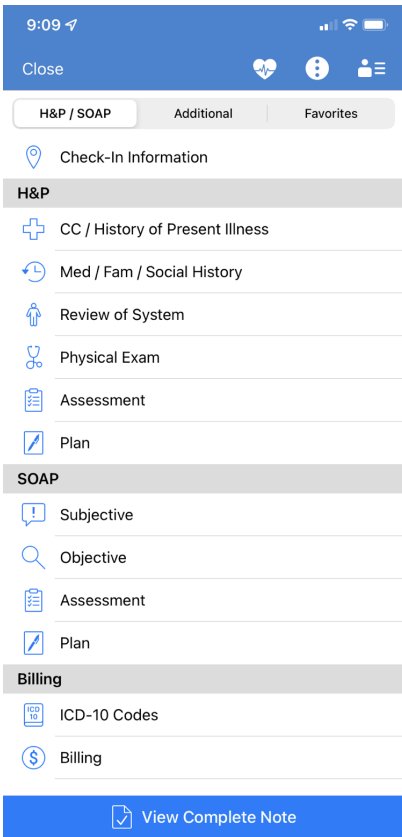 9:09
Close
H&P / SOAP Additional Favorites
Check-In Information
H&P
CC / History of Present Illness
Med / Fam / Social History
Review of System
Physical Exam
Assessment
Plan
SOAP
Subjective
Objective
Assessment
Plan
Billing
ICD 10 ICD-10 Codes
$ Billing
View Complete Note